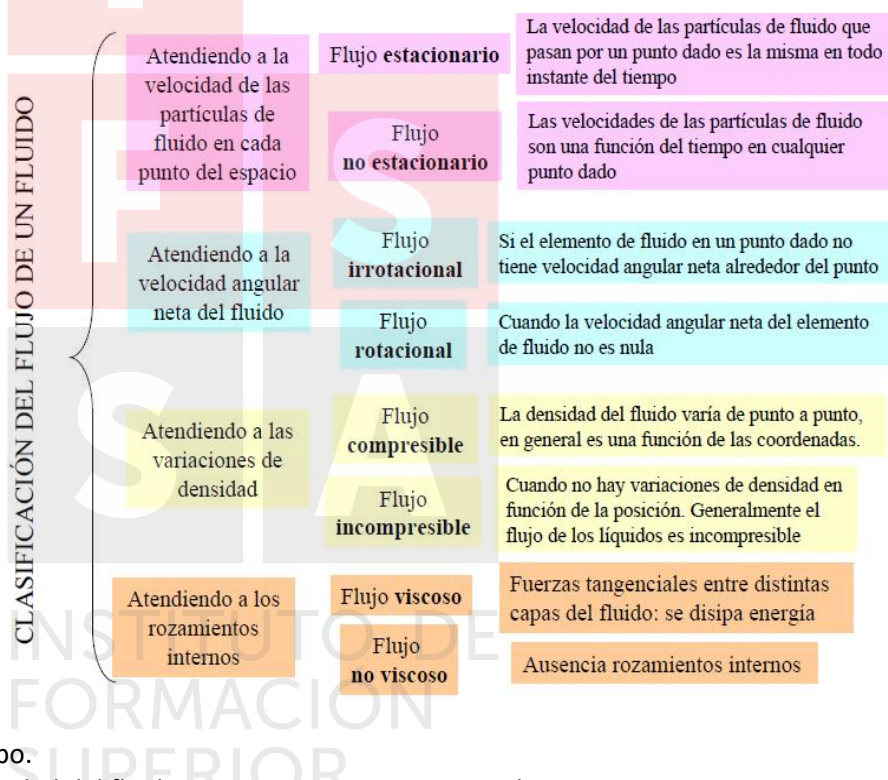 CLASIFICACIÓN DEL FLUJO DE UN FLUIDO
Atendiendo a la
velocidad de las
partículas de
fluido en cada
punto del espacio
Flujo estacionario
La velocidad de las partículas de fluido que
pasan por un punto dado es la misma en todo
instante del tiempo
Flujo
no estacionario
Las velocidades de las partículas de fluido
son una función del tiempo en cualquier
punto dado
Atendiendo a la
velocidad angular
neta del fluido
Flujo
irrotacional
Si el elemento de fluido en un punto dado no
tiene velocidad angular neta alrededor del punto
Flujo
rotacional
Cuando la velocidad angular neta del elemento
de fluido no es nula
Atendiendo a las
variaciones de
densidad
Flujo
compresible
La densidad del fluido varía de punto a punto,
en general es una función de las coordenadas.
Flujo
incompresible
Cuando no hay variaciones de densidad en
función de la posición. Generalmente el
flujo de los líquidos es incompresible
Atendiendo a los
rozamientos
internos
Flujo viscoso
Fuerzas tangenciales entre distintas
capas del fluido: se disipa energía
Flujo
no viscoso
Ausencia rozamientos internos
IFSA
INSTITUTO DE
FORMACIÓN
SUPERIOR
po.